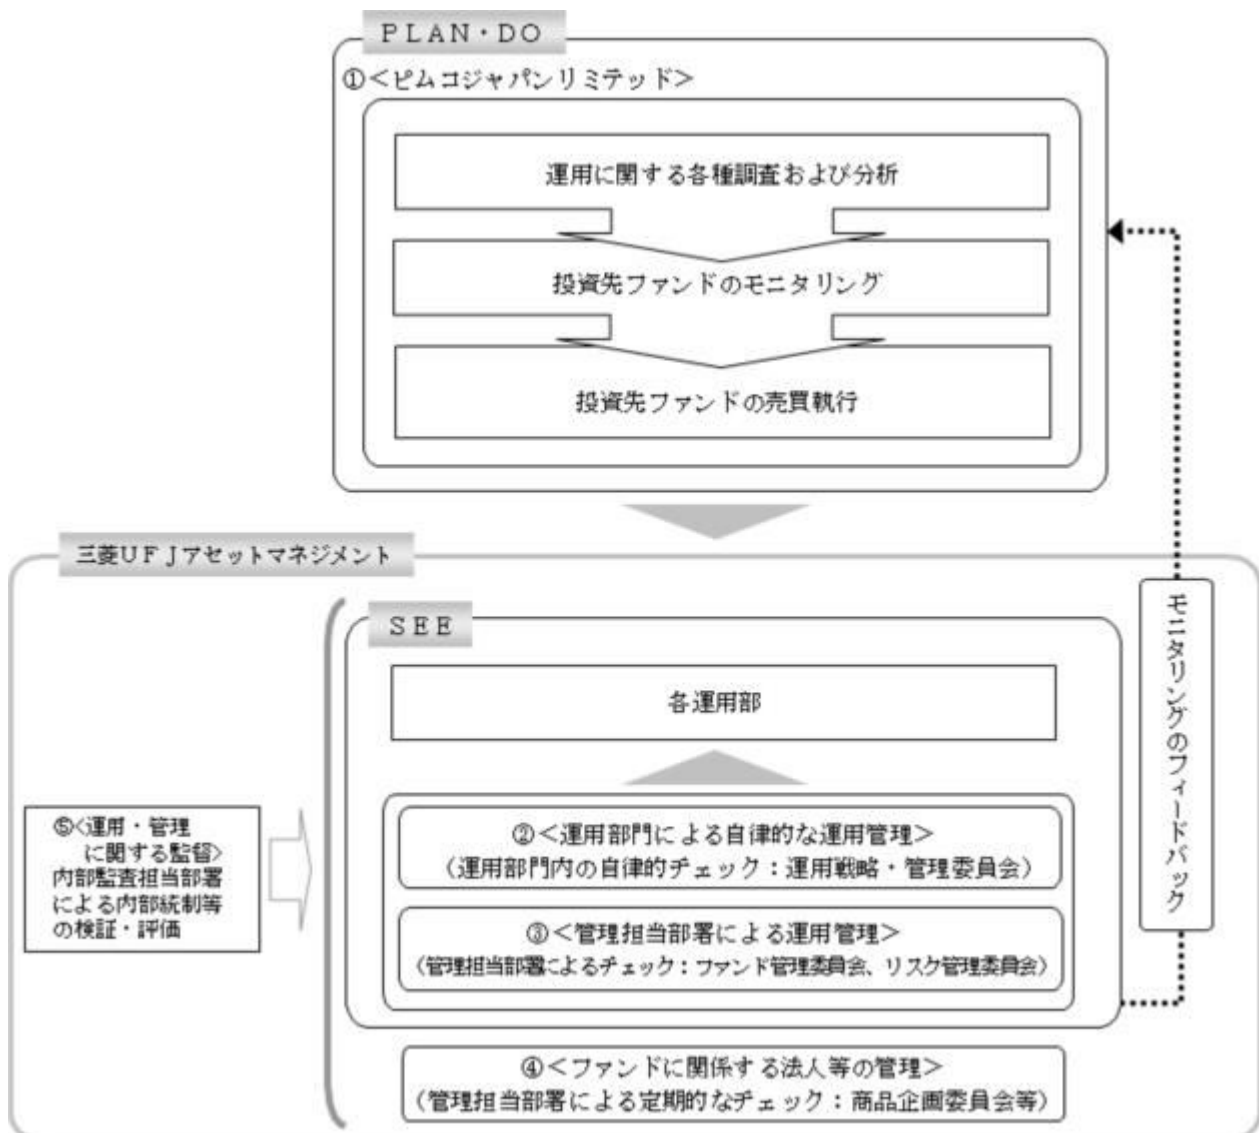 PLAN・DO
①<ピムコジャパンリミテッド>
運用に関する各種調査および分析
投資先ファンドのモニタリング
投資先ファンドの売買執行
三菱UFJアセットマネジメント
SEE
各運用部
モニタリングのフィードバック
⑤<運用・管理
に関する監督>
内部監査担当部署
による内部統制等
の検証・評価
②<運用部門による自律的な運用管理>
(運用部門内の自律的チェック:運用戦略・管理委員会)
③<管理担当部署による運用管理>
(管理担当部署によるチェック:ファンド管理委員会、リスク管理委員会)
④<ファンドに関係する法人等の管理>
(管理担当部署による定期的なチェック:商品企画委員会等)